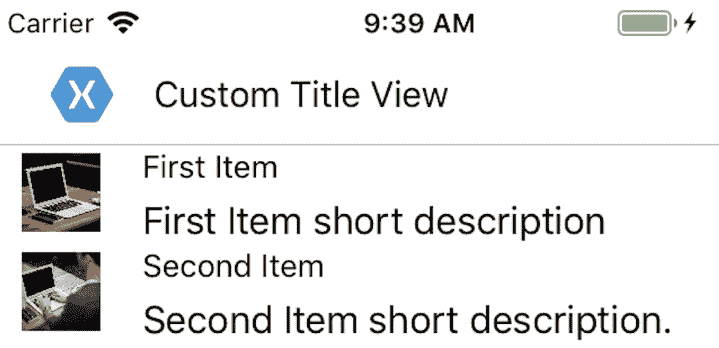 Carrier 9:39 AM
Custom Title View
First Item
First Item short description
Second Item
Second Item short description.